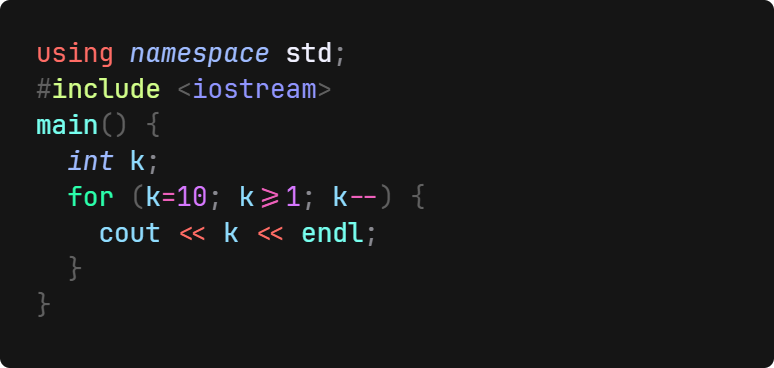 using namespace std;
#include <iostream>
main() {
  int k;
  for (k=10; k>=1; k--) {
    cout << k << endl;
  }
}